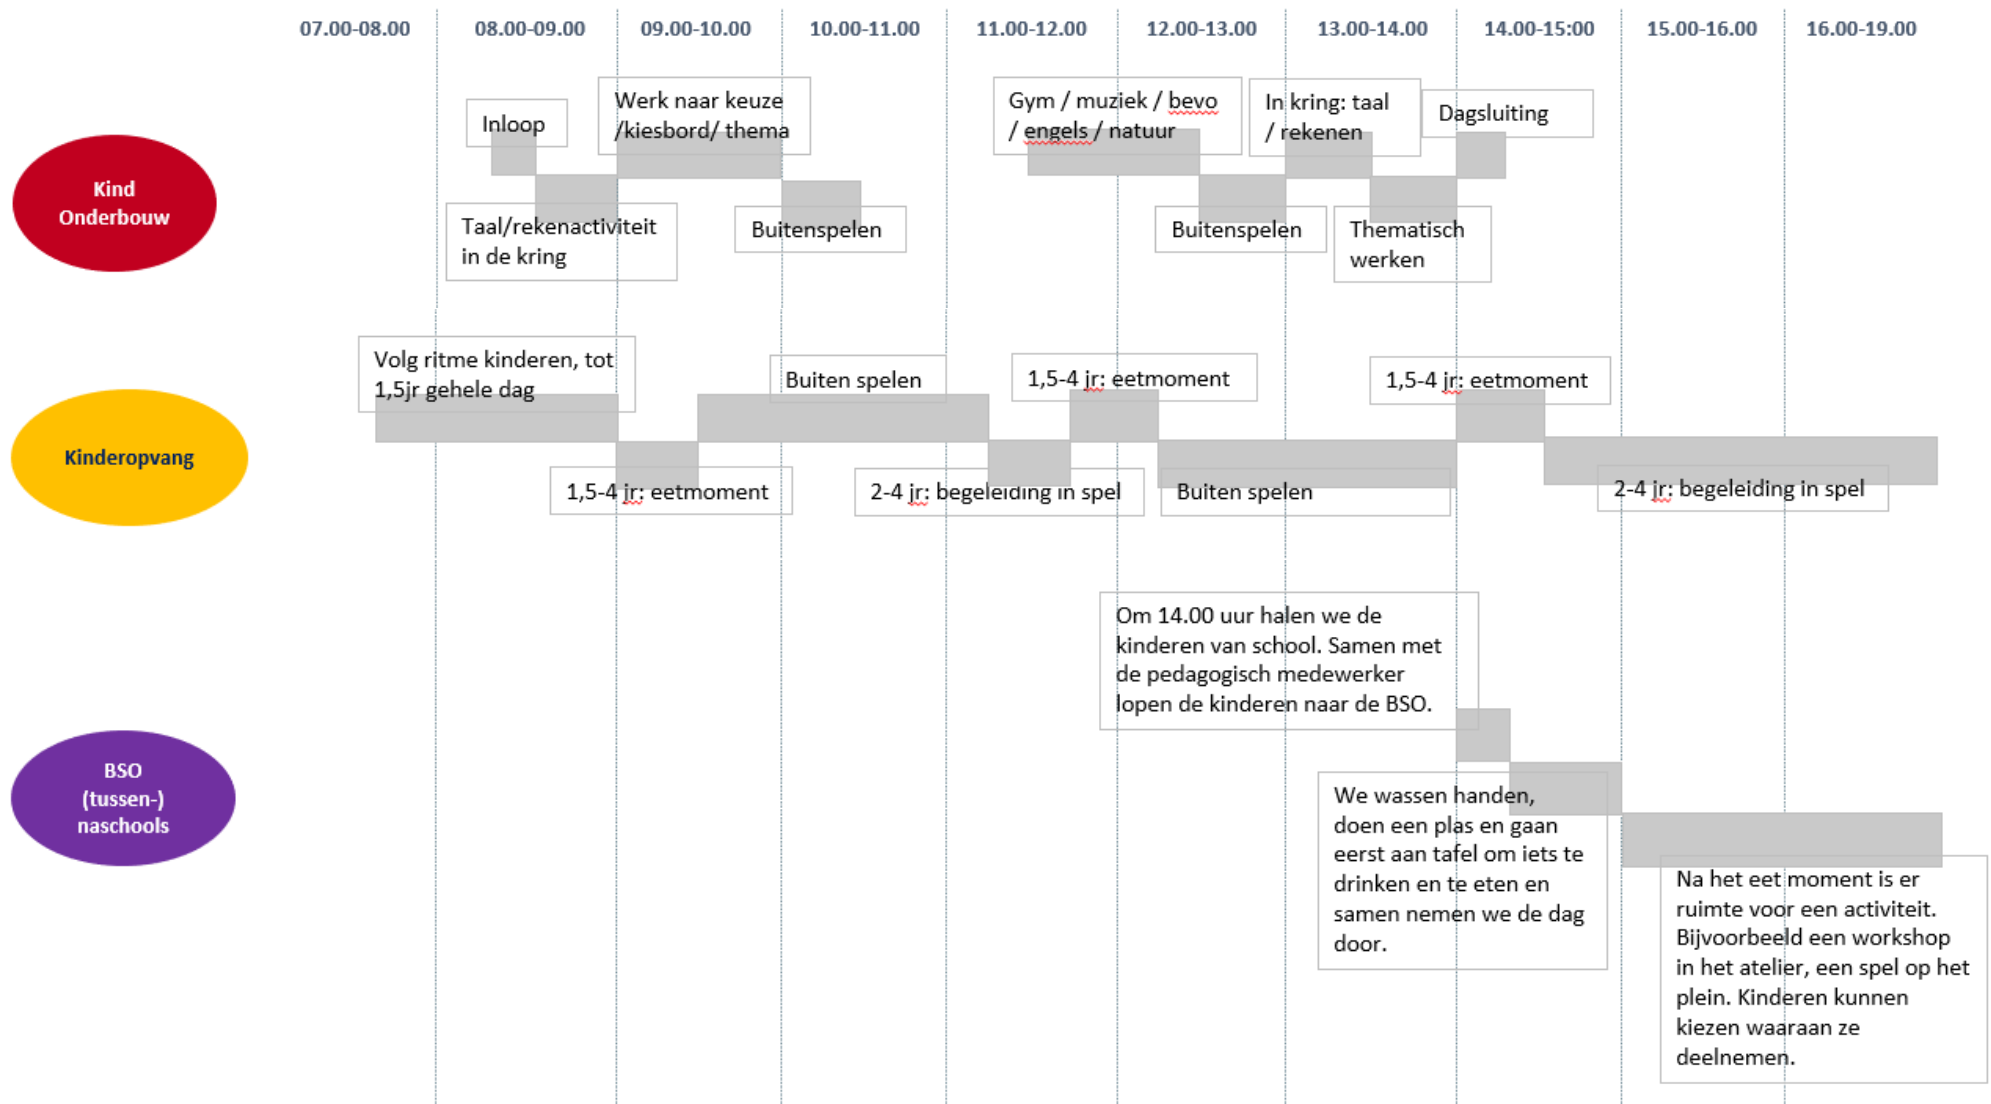 07.00-08.00 08.00-09.00 09.00-10.00 10.00-11.00 11.00-12.00 12.00-13.00 13.00-14.00 14.00-15:00 15.00-16.00 16.00-19.00
Kind
Onderbouw
Inloop
Taal/rekenactiviteit
in de kring
Werk naar keuze
/kiesbord/ thema
Buitenspelen
Gym / muziek / bevo
/ engels / natuur
Buitenspelen
In kring: taal
/ rekenen
Thematisch
werken
Dagsluiting
Kinderopvang
Volg ritme kinderen, tot
1,5jr gehele dag
1,5-4 jr: eetmoment
Buiten spelen
2-4 jr: begeleiding in spel
1,5-4 jr: eetmoment
Buiten spelen
1,5-4 jr: eetmoment
2-4 jr: begeleiding in spel
BSO
(tussen-)
naschools
Om 14.00 uur halen we de
kinderen van school. Samen met
de pedagogisch medewerker
lopen de kinderen naar de BSO.
We wassen handen,
doen een plas en gaan
eerst aan tafel om iets te
drinken en te eten en
samen nemen we de dag
door.
Na het eet moment is er
ruimte voor een activiteit.
Bijvoorbeeld een workshop
in het atelier, een spel op het
plein. Kinderen kunnen
kiezen waaraan ze
deelnemen.